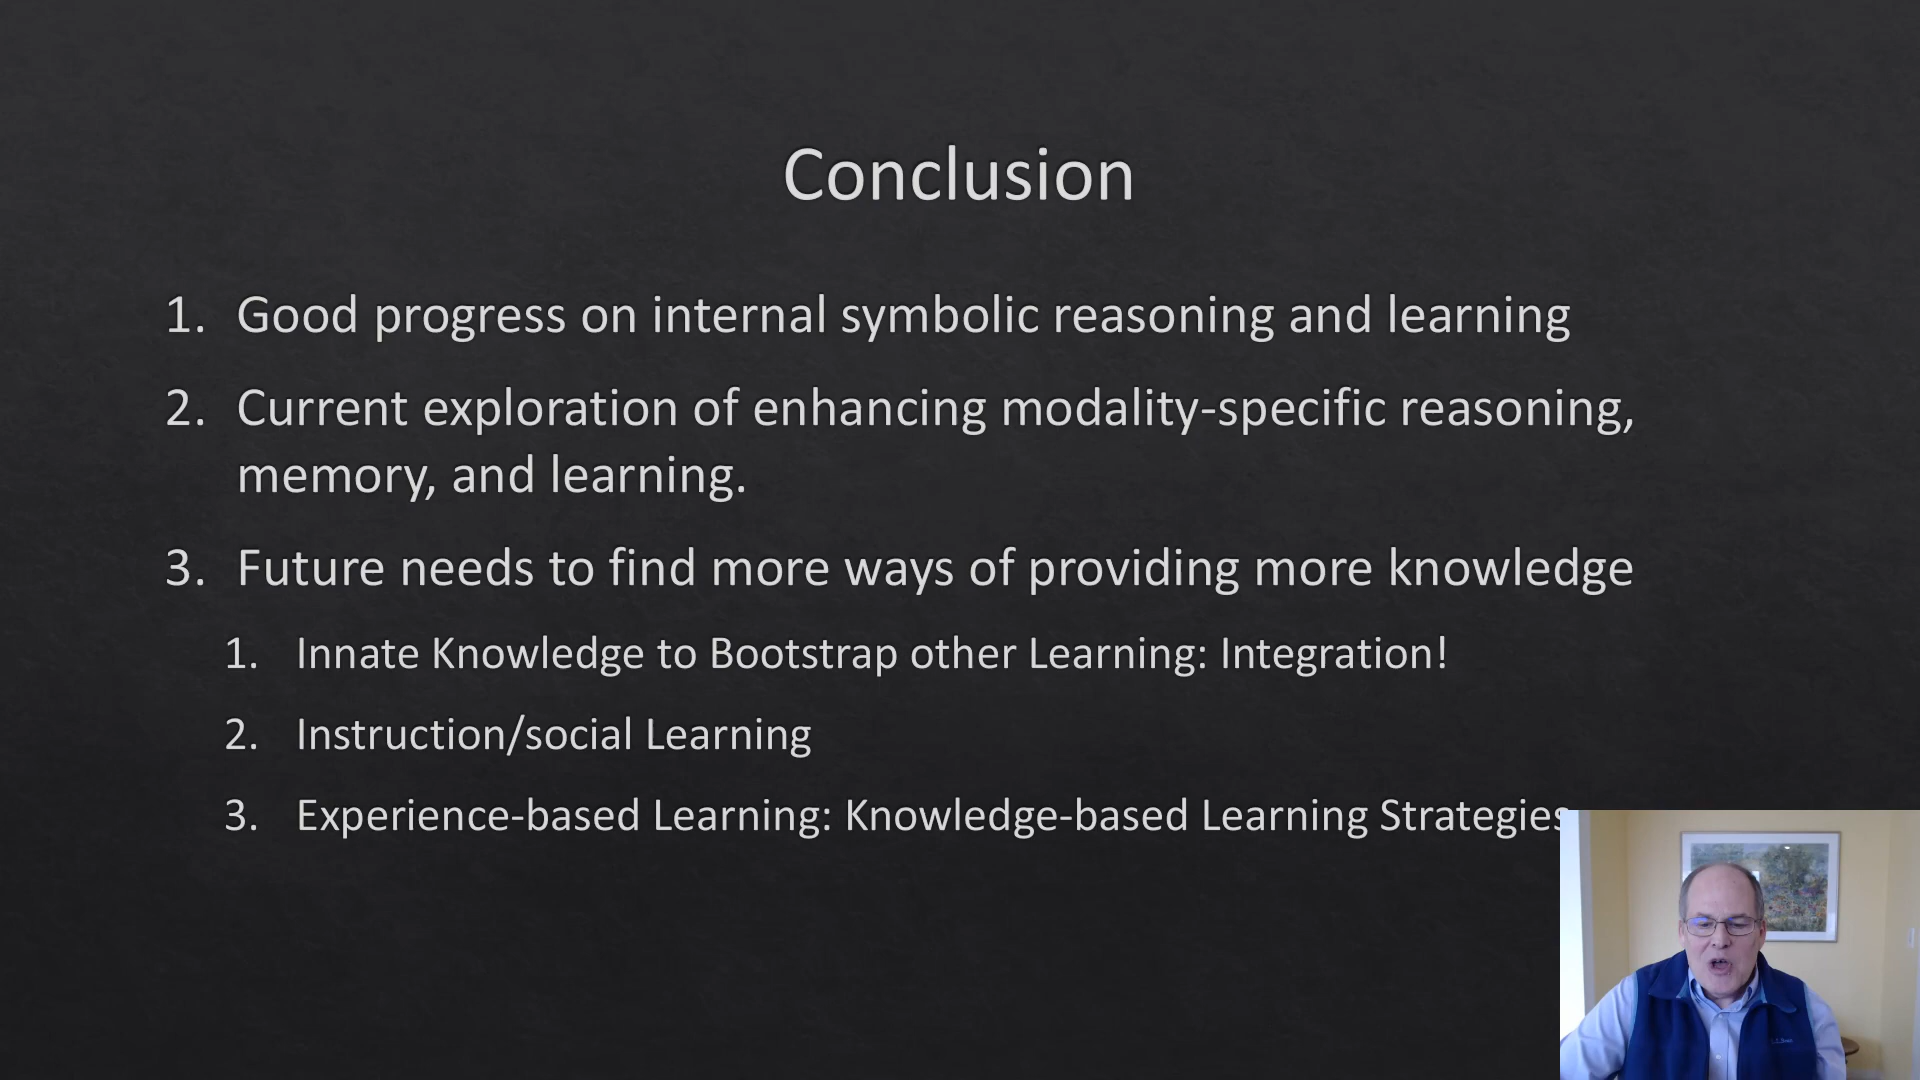 Conclusion
1. Good progress on internal symbolic reasoning and learning
2. Current exploration of enhancing modality-specific reasoning,
memory, and learning.
3. Future needs to find more ways of providing more knowledge
1. Innate Knowledge to Bootstrap other Learning: Integration!
2. Instruction/social Learning
3. Experience-based Learning: Knowledge-based Learning Strategies